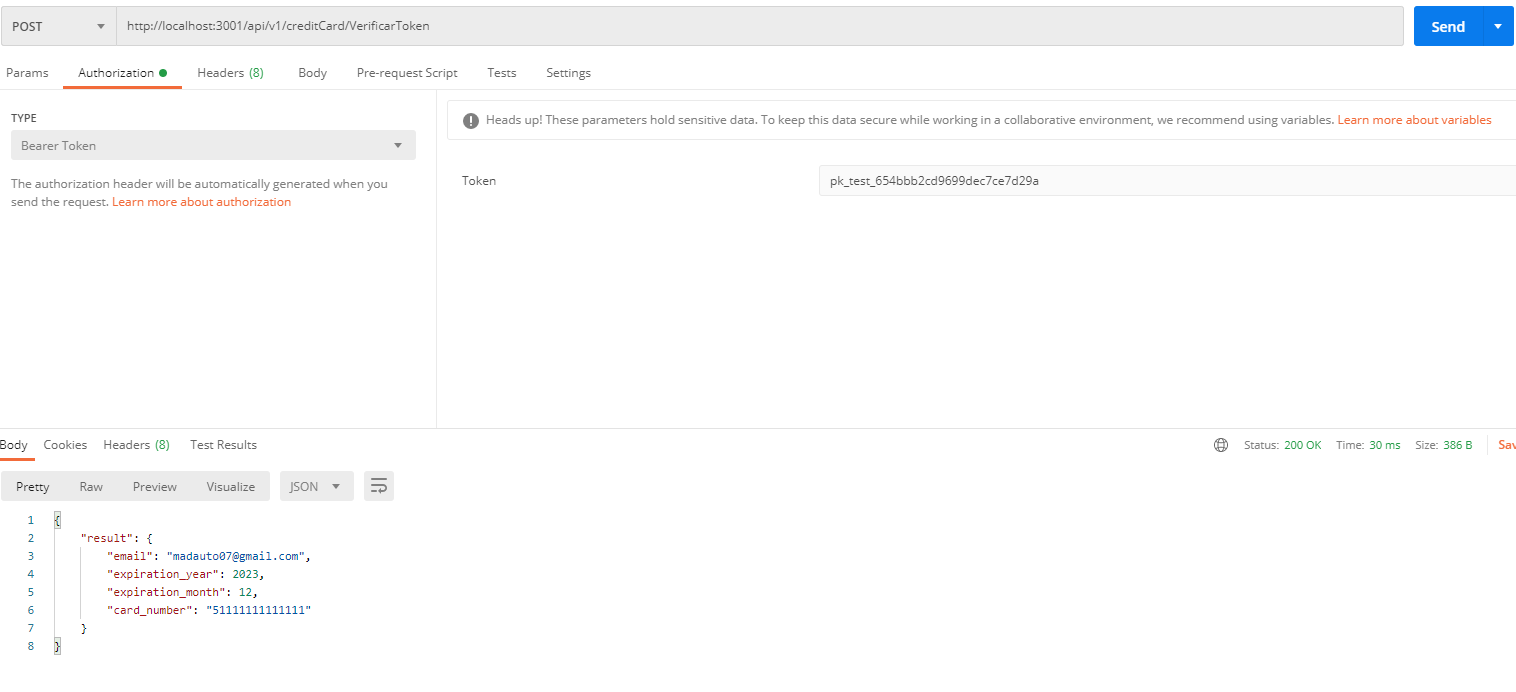 POST http://localhost:3001/api/v1/creditCard/VerificarToken Send
Params Authorization Headers (8) Body Pre-request Script Tests Settings
TYPE
Bearer Token
The authorization header will be automatically generated when you
send the request. Learn more about authorization
Heads up! These parameters hold sensitive data. To keep this data secure while working in a collaborative environment, we recommend using variables. Learn more about variables
Token pk_test_654bbb2cd9699dec7ce7d29a
Body Cookies Headers (8) Test Results Status: 200 OK Time: 30 ms Size: 386 B Sav
Pretty Raw Preview Visualize JSON
1 {
2 "result": {
3 "email": "madauto07@gmail.com",
4 "expiration_year": 2023,
5 "expiration_month": 12,
6 "card_number": "51111111111111"
7 }
8 }